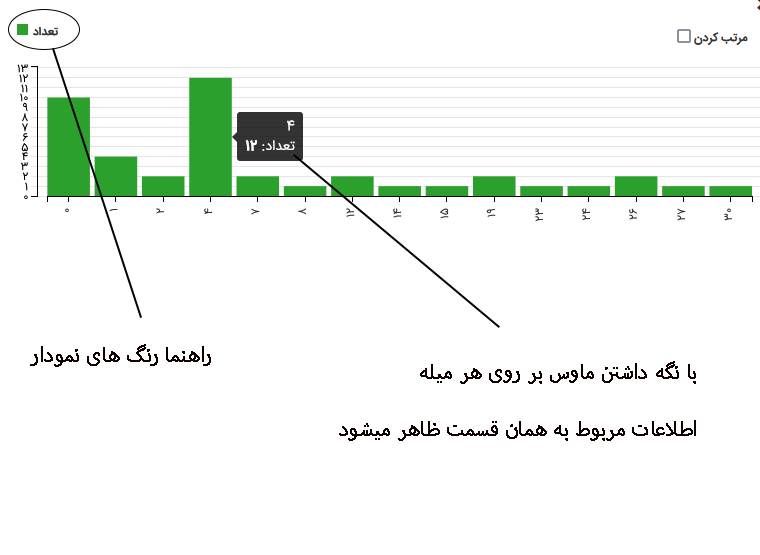 تعداد
مرتب کردن
۱۳
۱۲
۱۱
۱۰
۹
۸
۷
۶
۵
۴
۳
۲
۱
۰
۴
تعداد: ۱۲
۰ ۱ ۲ ۴ ۷ ۸ ۱۲ ۱۴ ۱۵ ۱۹ ۲۳ ۲۴ ۲۶ ۲۷ ۳۰
راهنما رنگ های نمودار
با نگه داشتن ماوس بر روی هر میله
اطلاعات مربوط به همان قسمت ظاهر میشود